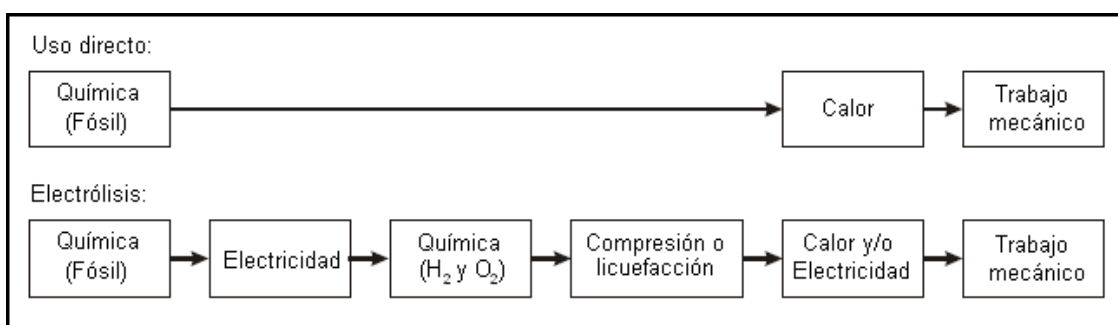 Uso directo:
Química
(Fósil)
Calor
Trabajo
mecánico
Electrólisis:
Química
(Fósil)
Electricidad
Química
(H₂ y O₂)
Compresión o
licuefacción
Calor y/o
Electricidad
Trabajo
mecánico